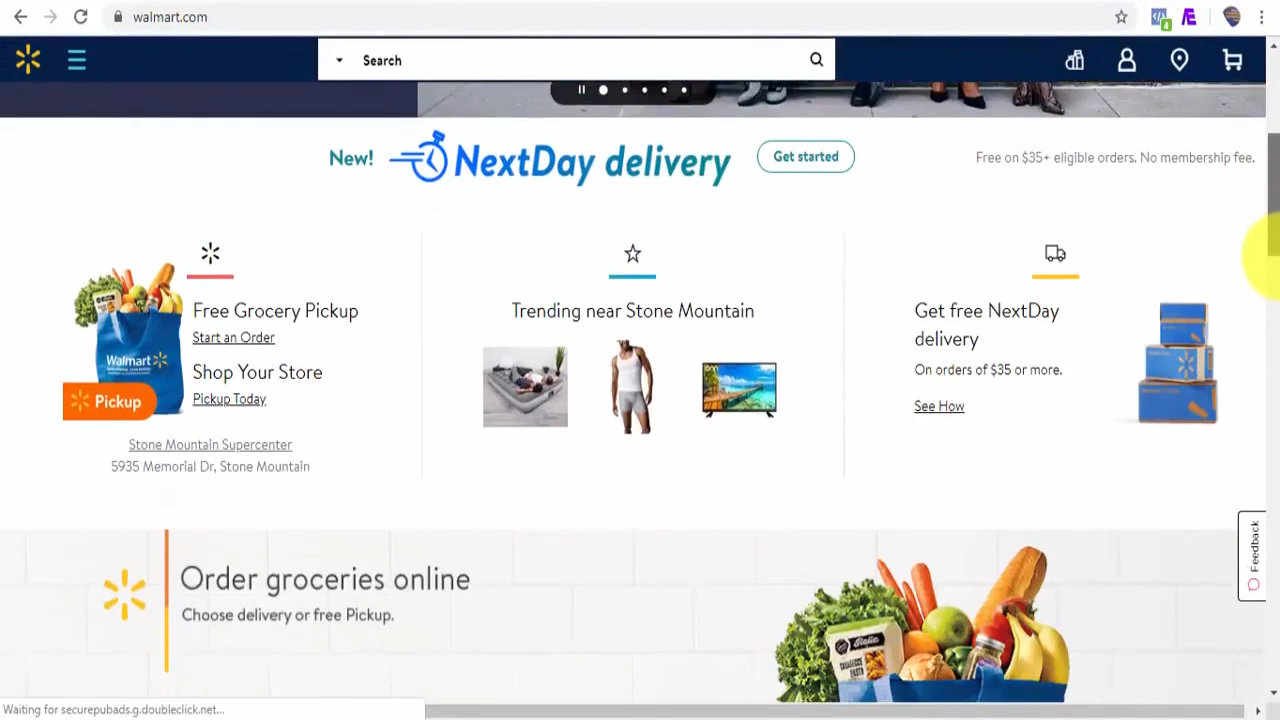 walmart.com
4
Search
New! NextDay delivery
Get started
Free on $35+ eligible orders. No membership fee.
Free Grocery Pickup
Start an Order
Shop Your Store
Pickup Today
Walmart
Pickup
Stone Mountain Supercenter
5935 Memorial Dr, Stone Mountain
Trending near Stone Mountain
onn
Get free NextDay
delivery
On orders of $35 or more.
See How
Feedback
Order groceries online
Choose delivery or free Pickup.
Waiting for securepubads.g.doubleclick.net...